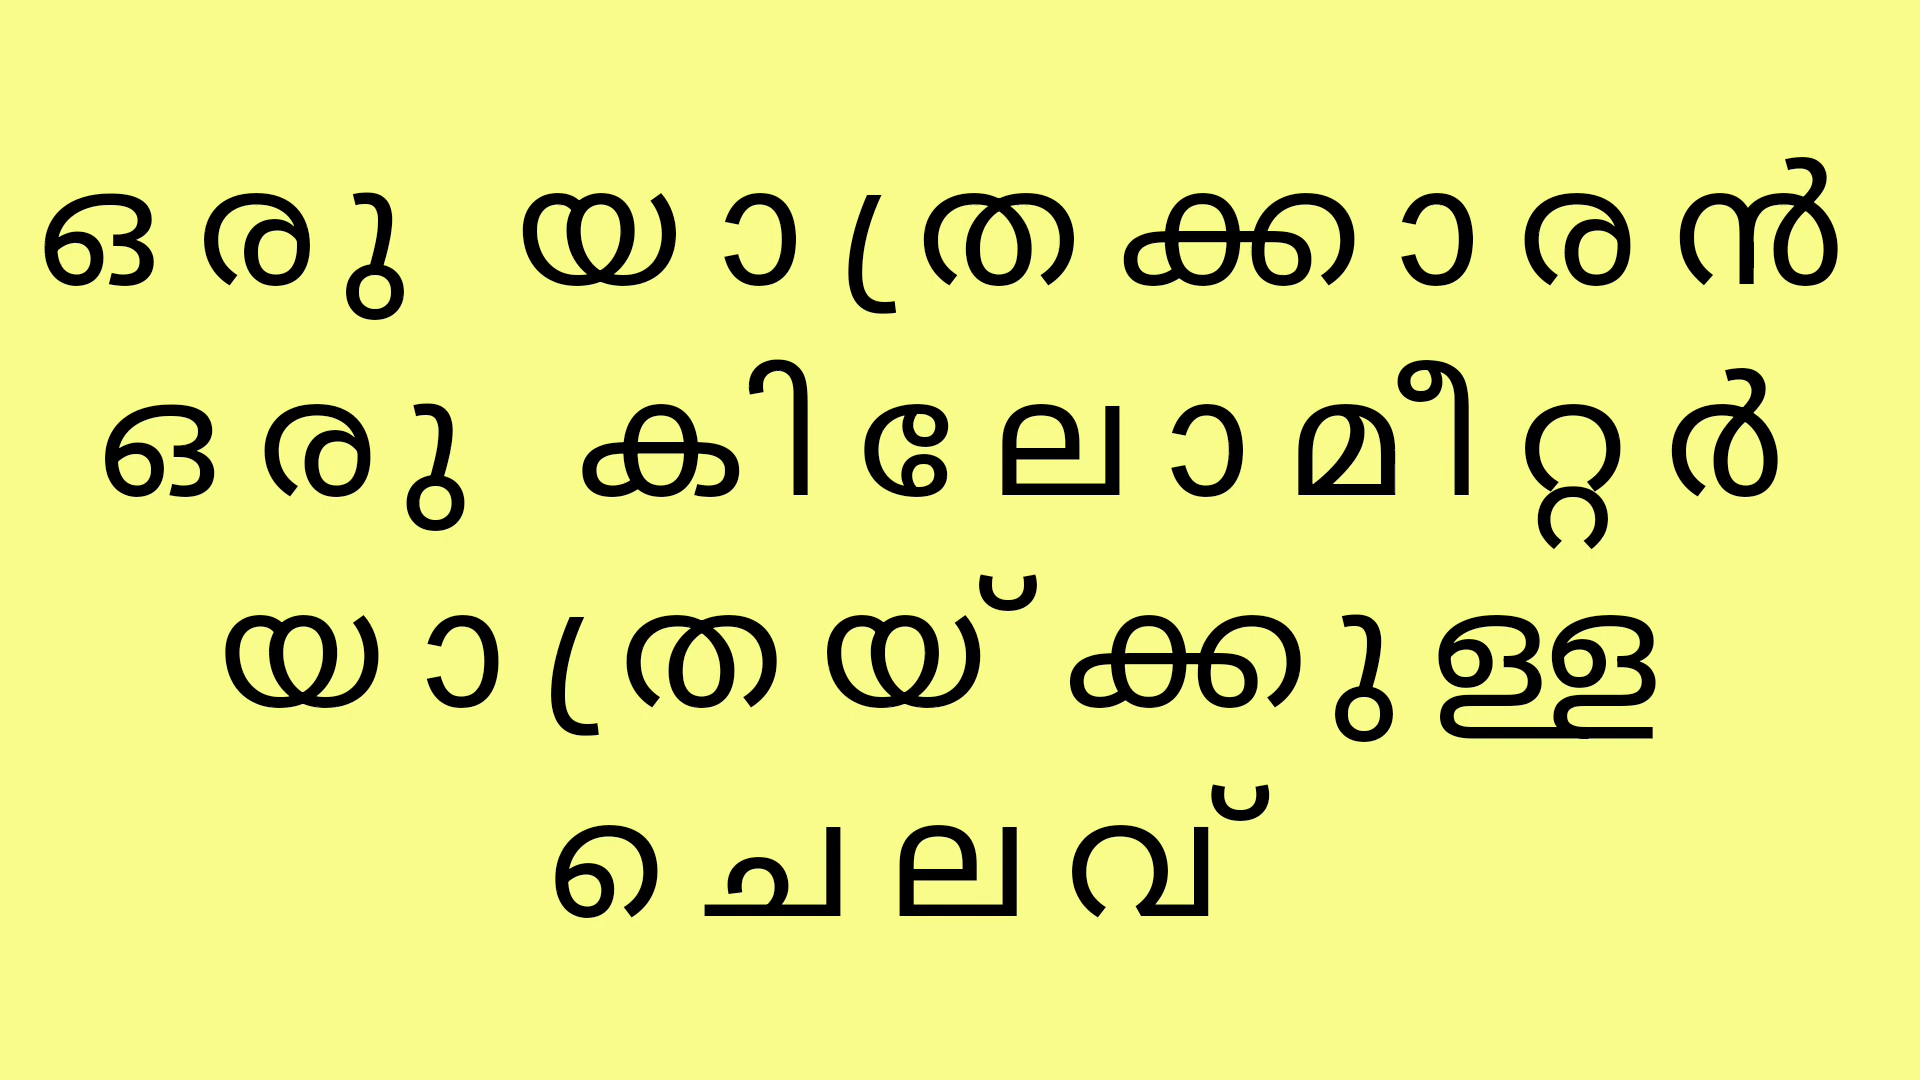 ഒരു യാത്രക്കാരൻ
ഒരു കിലോമീറ്റർ
യാത്രയ്ക്കുള്ള
ചെലവ്